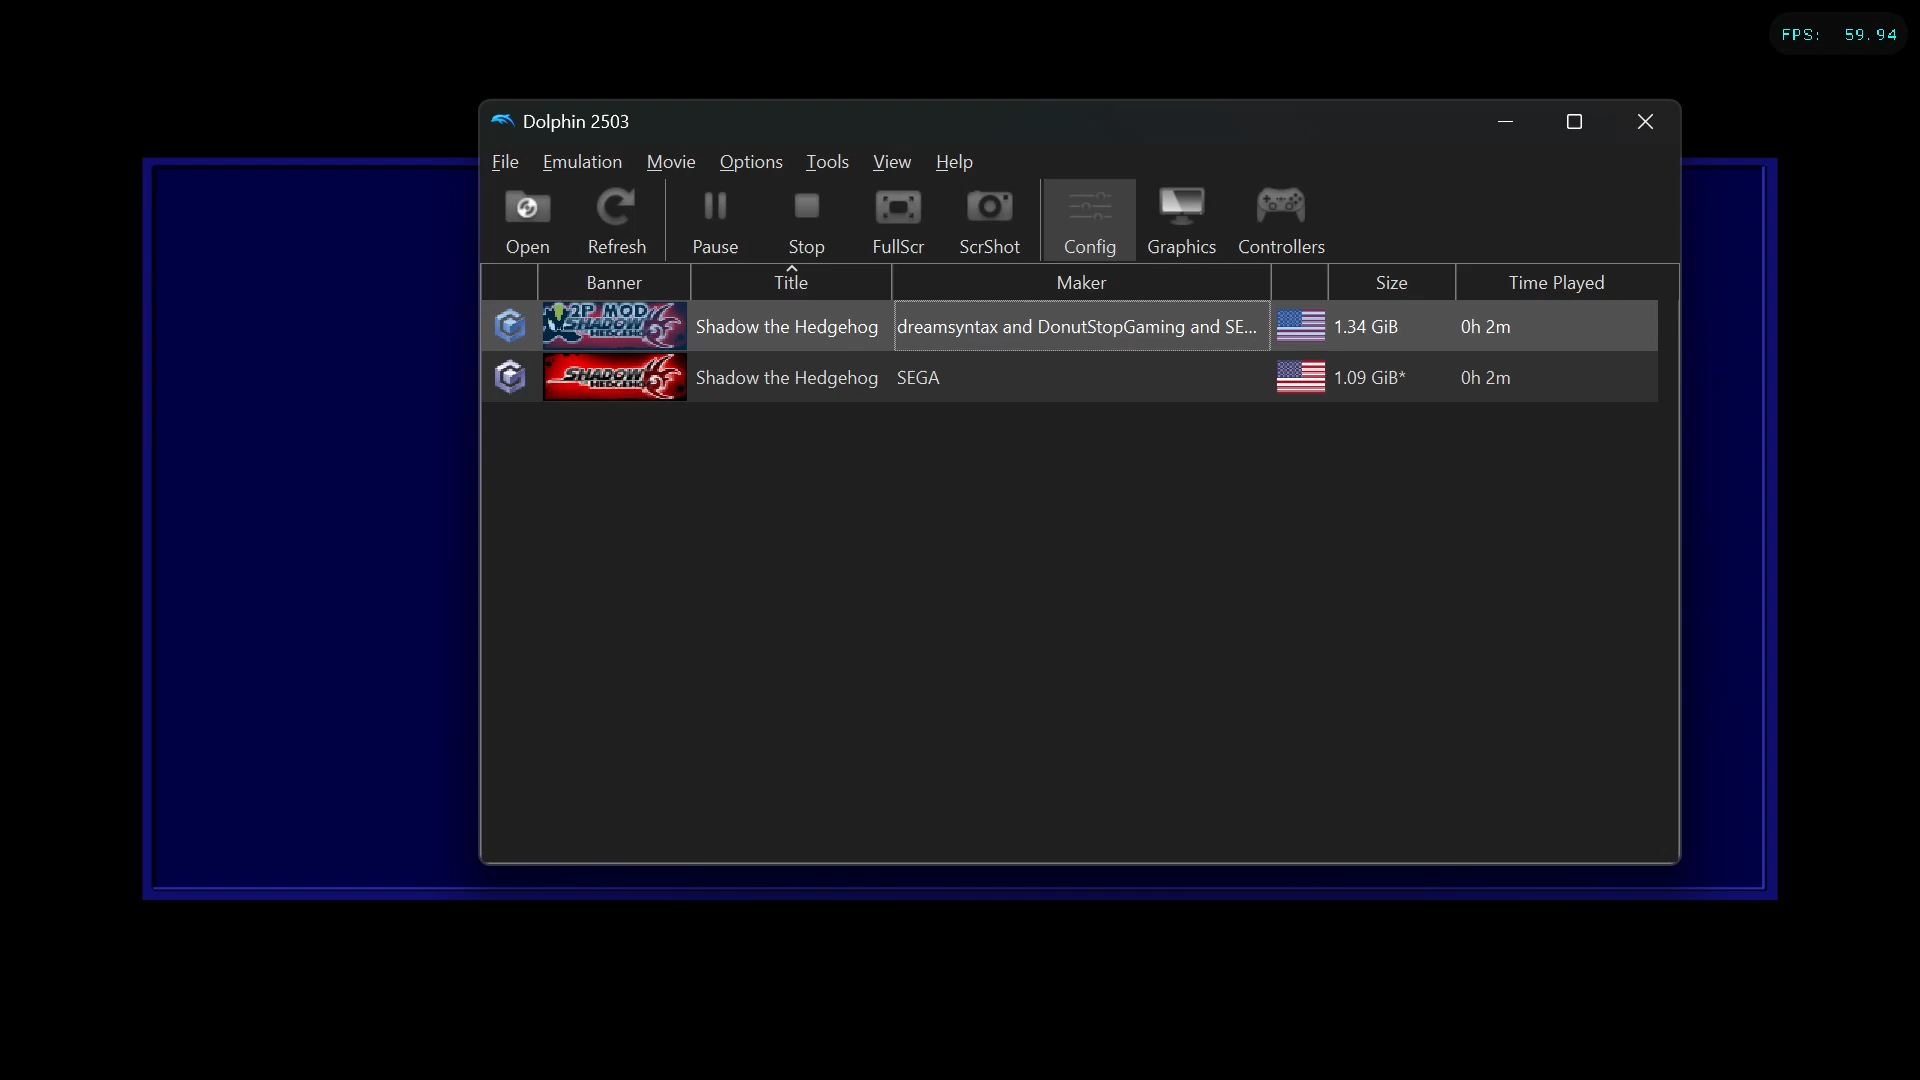 FPS: 59.94
Dolphin 2503
File Emulation Movie Options Tools View Help
Open Refresh Pause Stop FullScr ScrShot Config Graphics Controllers
Banner Title Maker Size Time Played
2P MOD
SHADOW
THE HEDGEHOG
Shadow the Hedgehog dreamsyntax and DonutStopGaming and SE... 1.34 GiB 0h 2m
SHADOW
THE HEDGEHOG
Shadow the Hedgehog SEGA 1.09 GiB* 0h 2m